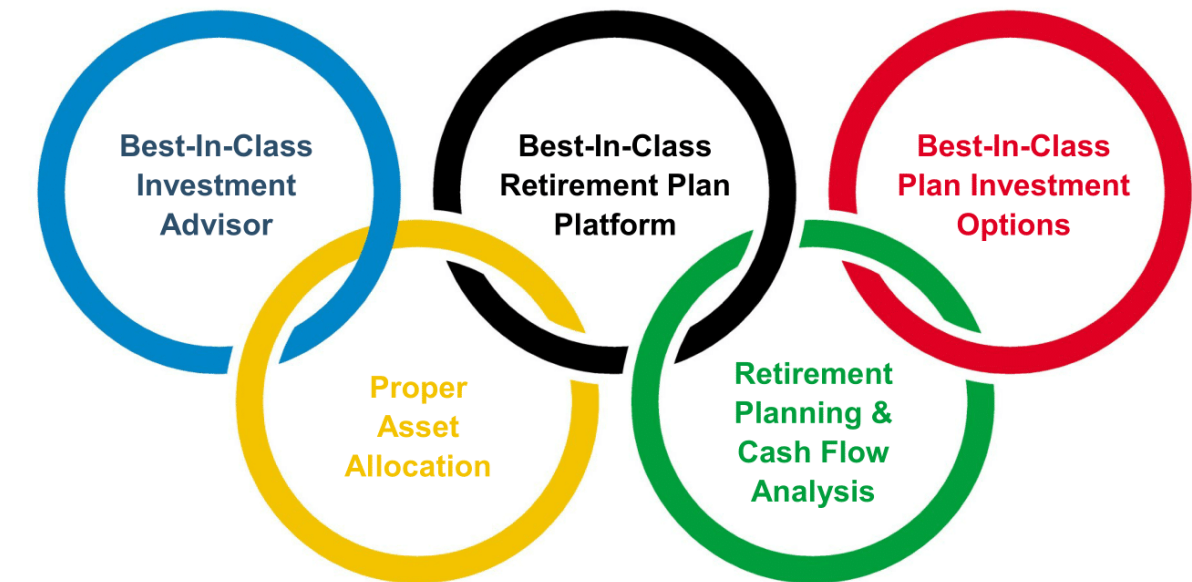 Best-In-Class
Investment
Advisor
Best-In-Class
Retirement Plan
Platform
Best-In-Class
Plan Investment
Options
Proper
Asset
Allocation
Retirement
Planning &
Cash Flow
Analysis